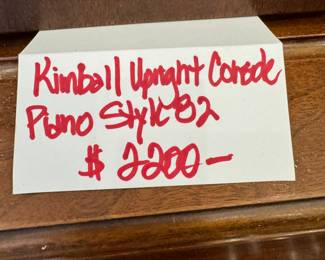 Kimball Upright Console
Piano Style 82
$ 2200—